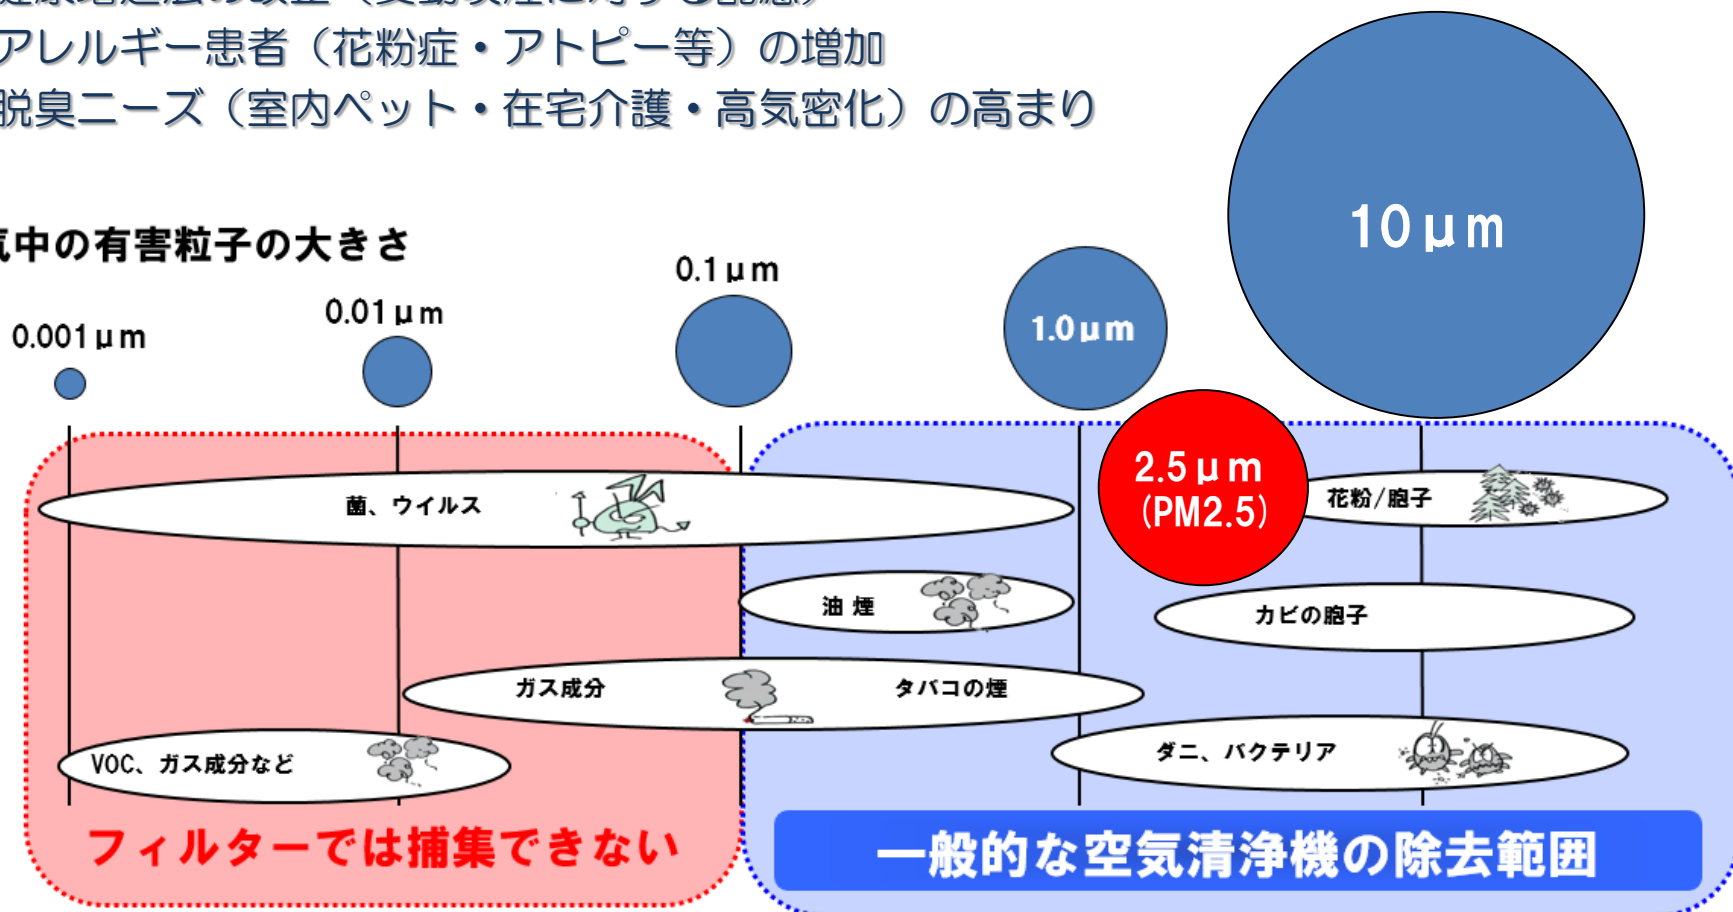 アレルギー患者（花粉症・アトピー等）の増加
脱臭ニーズ（室内ペット・在宅介護・高気密化）の高まり
気中の有害粒子の大きさ
0.001μm
0.01μm
0.1μm
1.0μm
10μm
2.5μm
(PM2.5)
菌、ウイルス
花粉/胞子
油 煙
カビの胞子
ガス成分
タバコの煙
VOC、ガス成分など
ダニ、バクテリア
フィルターでは捕集できない
一般的な空気清浄機の除去範囲